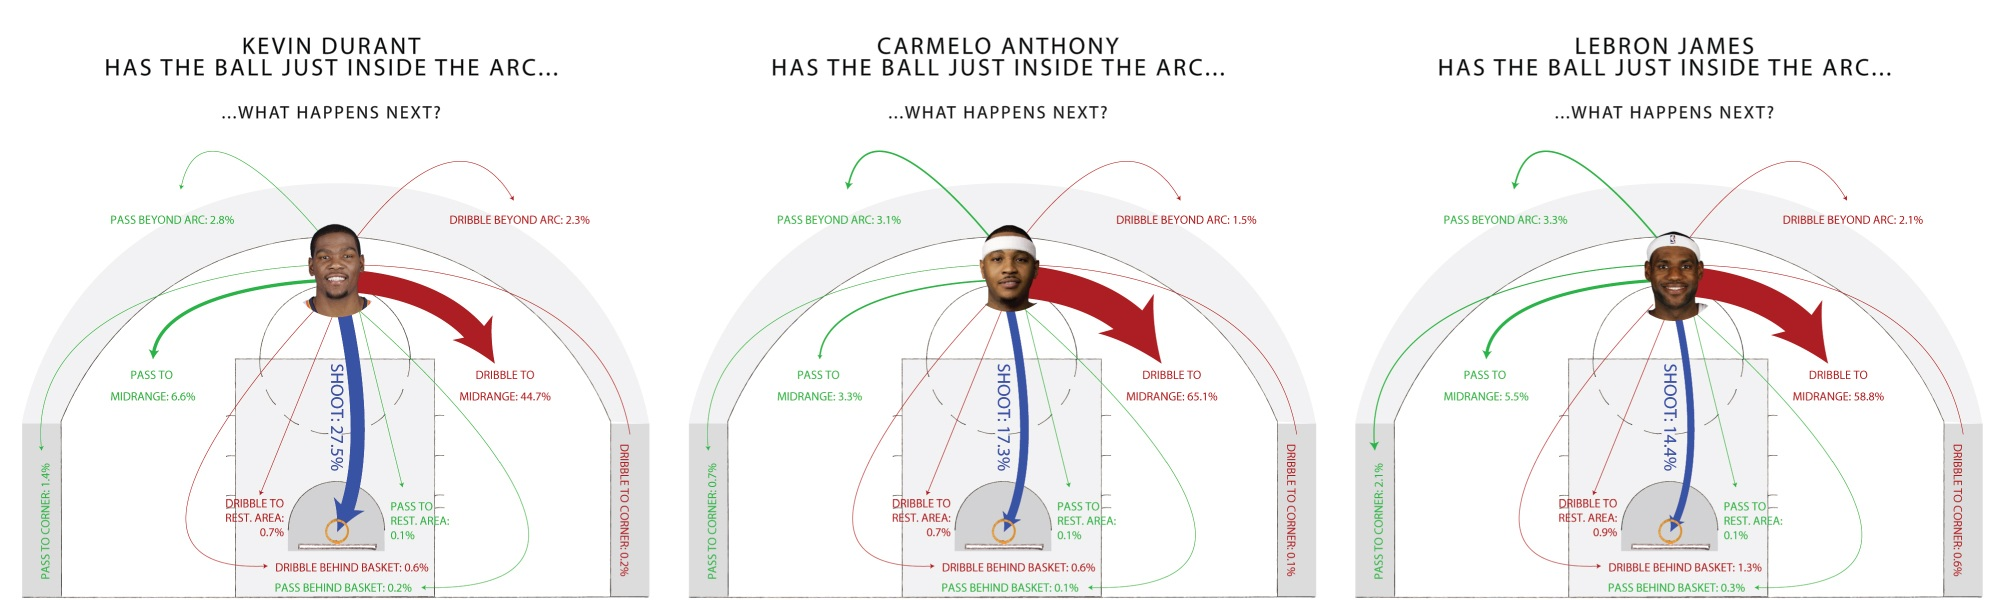 KEVIN DURANT
HAS THE BALL JUST INSIDE THE ARC...
...WHAT HAPPENS NEXT?
PASS BEYOND ARC: 2.8%
DRIBBLE BEYOND ARC: 2.3%
PASS TO
MIDRANGE: 6.6%
DRIBBLE TO
MIDRANGE: 44.7%
SHOOT: 27.5%
PASS TO CORNER: 1.4%
DRIBBLE TO CORNER: 0.2%
DRIBBLE TO
REST. AREA:
0.7%
PASS TO
REST. AREA:
0.1%
DRIBBLE BEHIND BASKET: 0.6%
PASS BEHIND BASKET: 0.2%
CARMELO ANTHONY
HAS THE BALL JUST INSIDE THE ARC...
...WHAT HAPPENS NEXT?
PASS BEYOND ARC: 3.1%
DRIBBLE BEYOND ARC: 1.5%
PASS TO
MIDRANGE: 3.3%
DRIBBLE TO
MIDRANGE: 65.1%
SHOOT: 17.3%
PASS TO CORNER: 0.7%
DRIBBLE TO CORNER: 0.1%
DRIBBLE TO
REST. AREA:
0.7%
PASS TO
REST. AREA:
0.1%
DRIBBLE BEHIND BASKET: 0.6%
PASS BEHIND BASKET: 0.1%
LEBRON JAMES
HAS THE BALL JUST INSIDE THE ARC...
...WHAT HAPPENS NEXT?
PASS BEYOND ARC: 3.3%
DRIBBLE BEYOND ARC: 2.1%
PASS TO
MIDRANGE: 5.5%
DRIBBLE TO
MIDRANGE: 58.8%
SHOOT: 14.4%
PASS TO CORNER: 2.1%
DRIBBLE TO CORNER: 0.6%
DRIBBLE TO
REST. AREA:
0.9%
PASS TO
REST. AREA:
0.1%
DRIBBLE BEHIND BASKET: 1.3%
PASS BEHIND BASKET: 0.3%